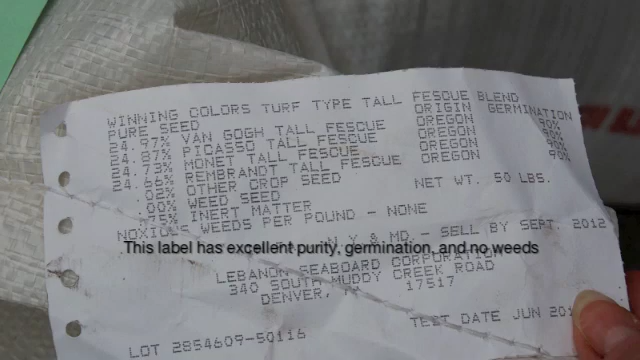 WINNING COLORS TURF TYPE TALL FESCUE BLEND
PURE SEED ORIGIN GERMINATION
24.97% VAN GOGH TALL FESCUE OREGON 90%
24.87% PICASSO TALL FESCUE OREGON 90%
24.73% MONET TALL FESCUE OREGON 90%
24.66% REMBRANDT TALL FESCUE OREGON 90%
.02% OTHER CROP SEED
.00% WEED SEED NET WT. 50 LBS.
.75% INERT MATTER
NOXIOUS WEEDS PER POUND - NONE
N.Y & MD. - SELL BY SEPT. 2012
This label has excellent purity, germination, and no weeds
LEBANON SEABOARD CORPORATION
340 SOUTH MUDDY CREEK ROAD
DENVER, 17517
TEST DATE JUN 201
LOT 2854609-50116